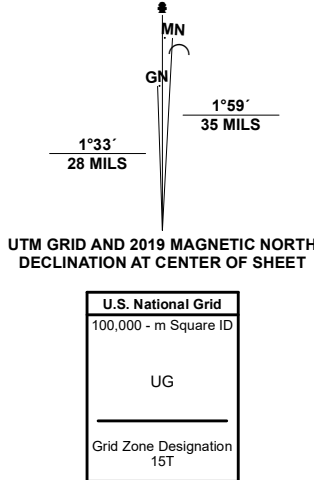 MN
GN
1°59´
35 MILS
1°33´
28 MILS
UTM GRID AND 2019 MAGNETIC NORTH
DECLINATION AT CENTER OF SHEET
U.S. National Grid
100,000 - m Square ID
UG
Grid Zone Designation
15T